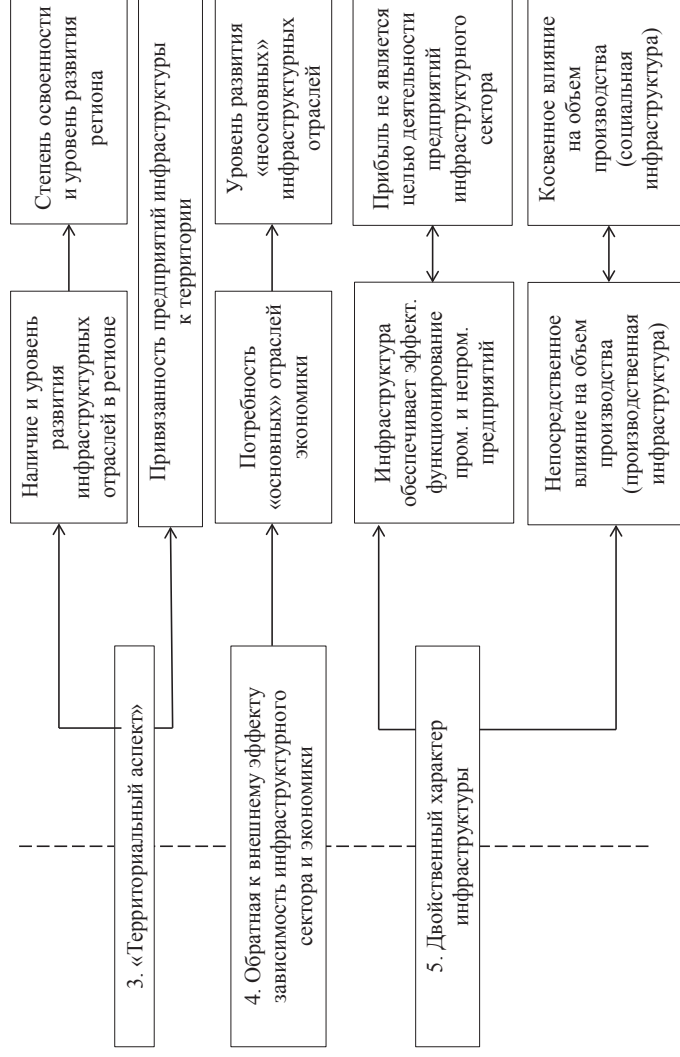 3. «Территориальный аспект»
Наличие и уровень
развития
инфраструктурных
отраслей в регионе
Степень освоенности
и уровень развития
региона
Привязанность предприятий инфраструктуры
к территории
4. Обратная к внешнему эффекту
зависимость инфраструктурного
сектора и экономики
Потребность
«основных» отраслей
экономики
Уровень развития
«неосновных»
инфраструктурных
отраслей
5. Двойственный характер
инфраструктуры
Инфраструктура
обеспечивает эффект.
функционирование
пром. и непром.
предприятий
Прибыль не является
целью деятельности
предприятий
инфраструктурного
сектора
Непосредственное
влияние на объем
производства
(производственная
инфраструктура)
Косвенное влияние
на объем
производства
(социальная
инфраструктура)